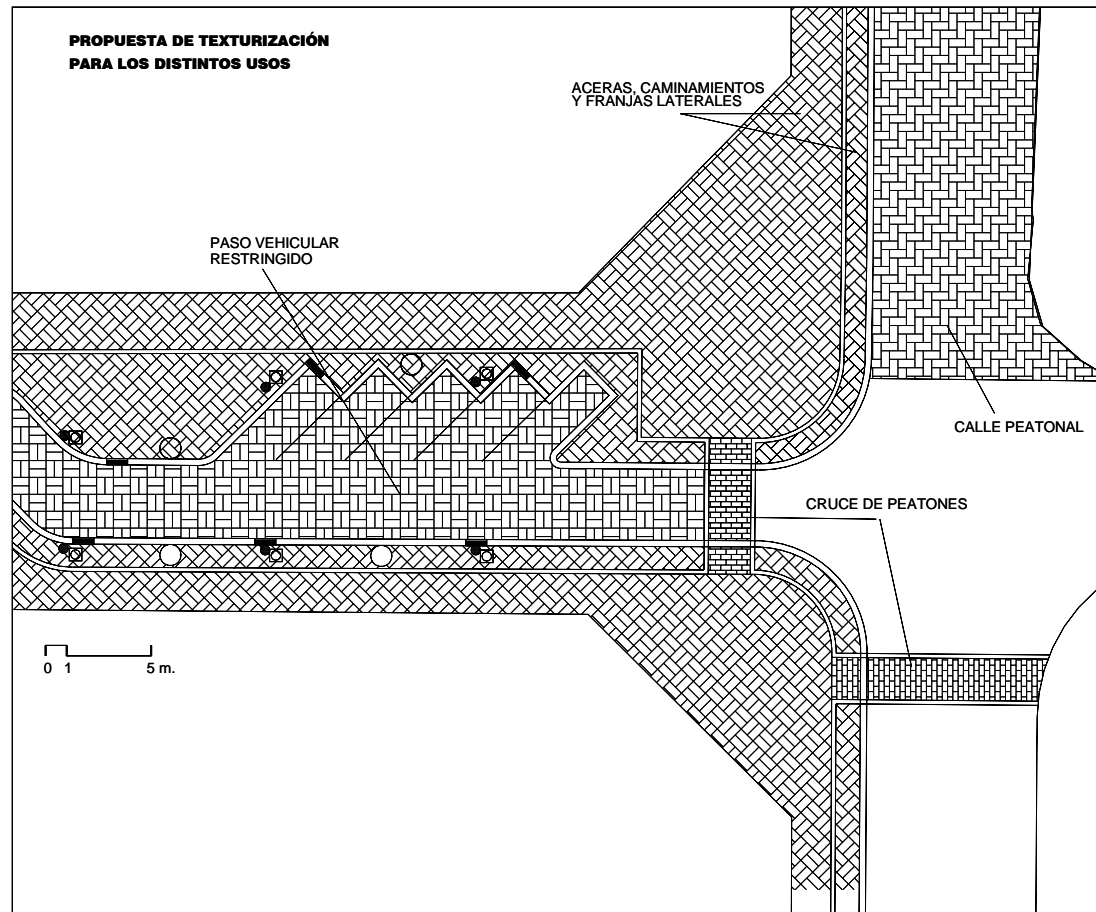 PROPUESTA DE TEXTURIZACIÓN
PARA LOS DISTINTOS USOS
ACERAS, CAMINAMIENTOS
Y FRANJAS LATERALES
PASO VEHICULAR
RESTRINGIDO
CALLE PEATONAL
CRUCE DE PEATONES
0 1 5 m.